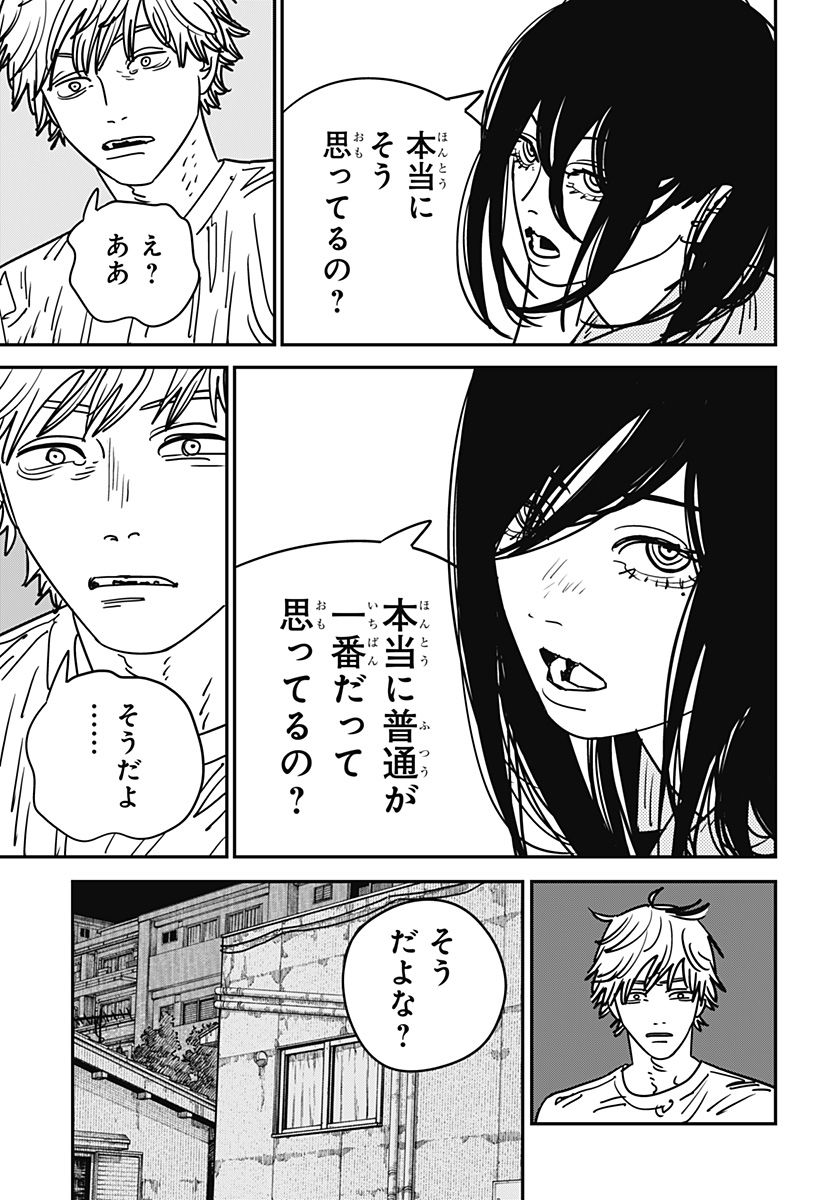 本当に
そう
思ってるの？
え？
ああ
本当に普通が
一番だって
思ってるの？
そうだよ
……
そう
だよな？